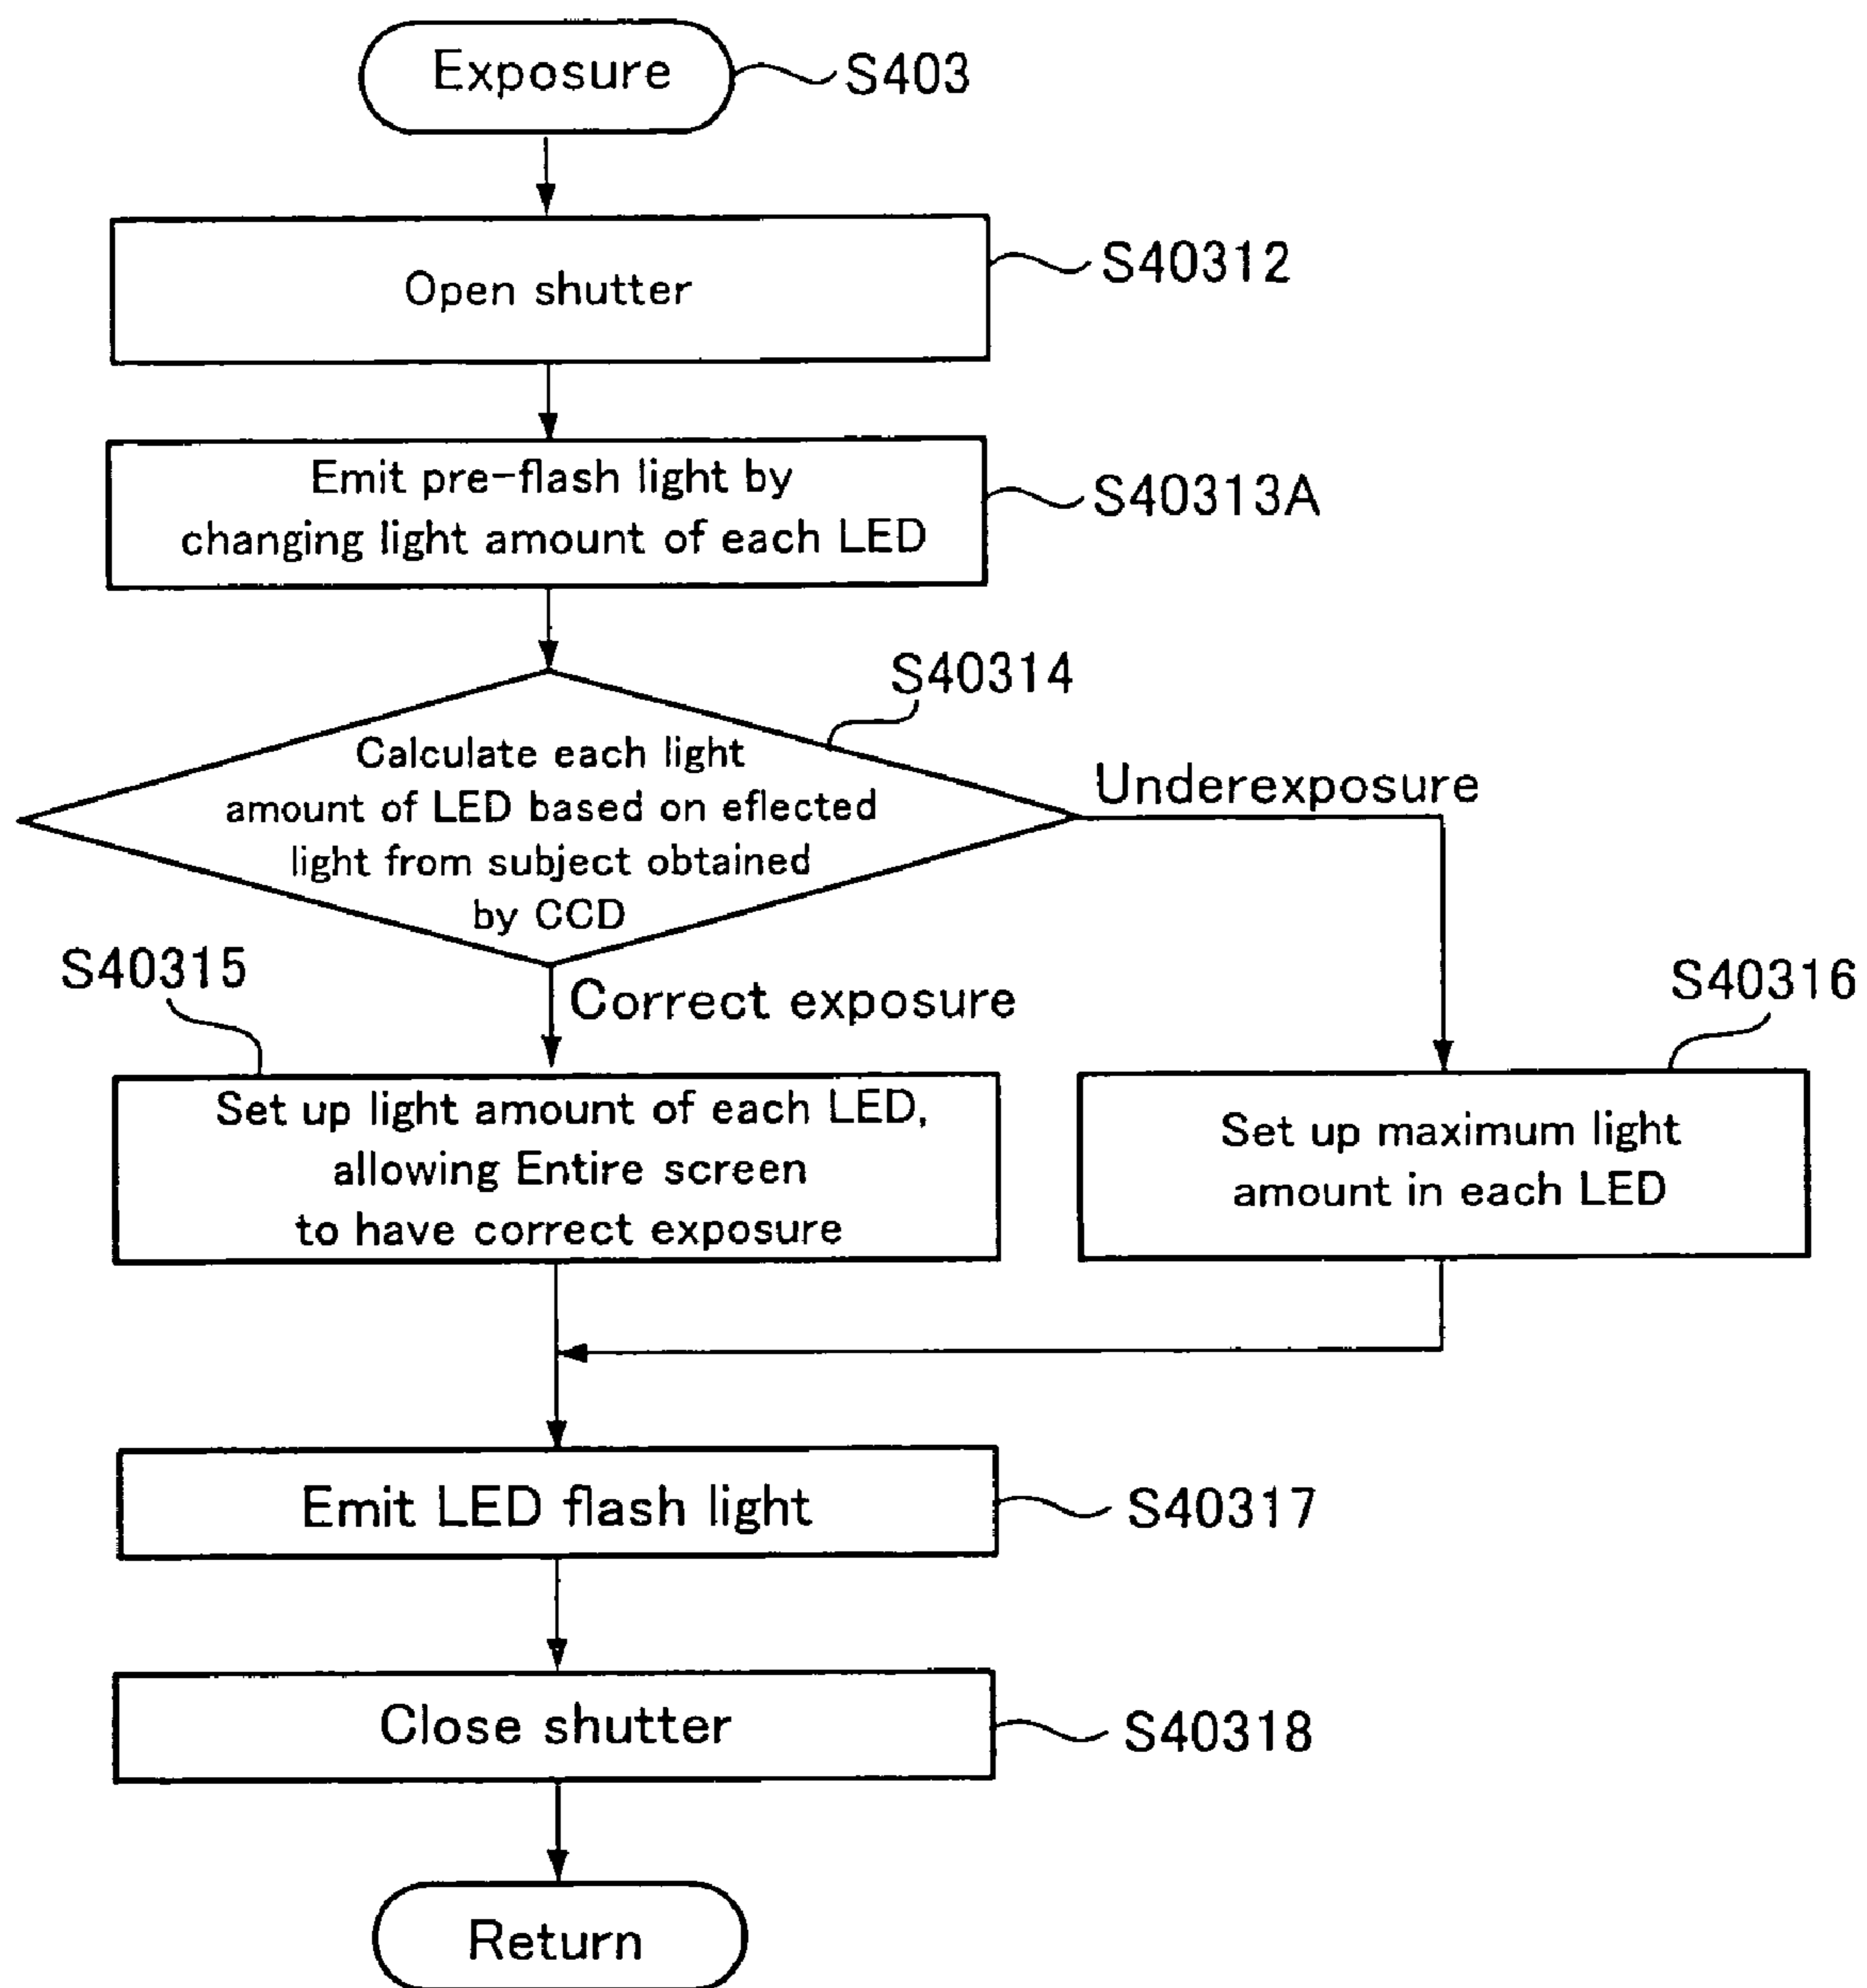 Exposure
S403
Open shutter
S40312
Emit pre-flash light by
changing light amount of each LED
S40313A
S40314
Calculate each light
amount of LED based on eflected
light from subject obtained
by CCD
Underexposure
S40315
Correct exposure
S40316
Set up light amount of each LED,
allowing Entire screen
to have correct exposure
Set up maximum light
amount in each LED
Emit LED flash light
S40317
Close shutter
S40318
Return